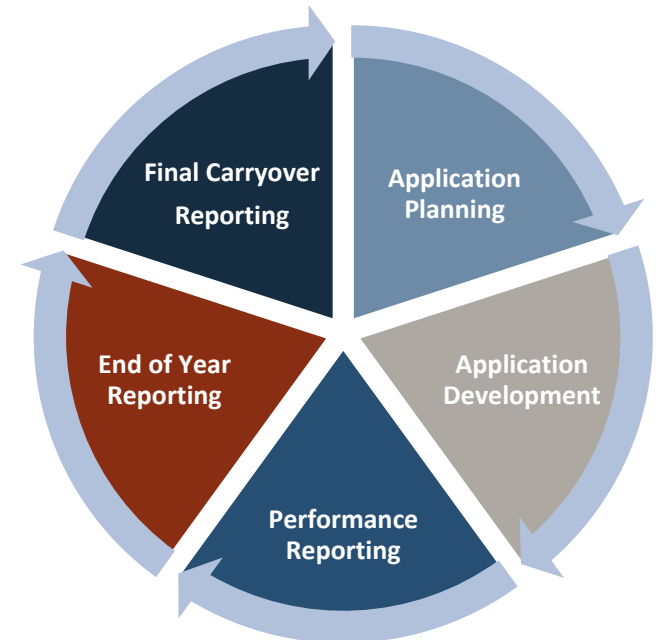 Final Carryover
Reporting
Application
Planning
End of Year
Reporting
Application
Development
Performance
Reporting